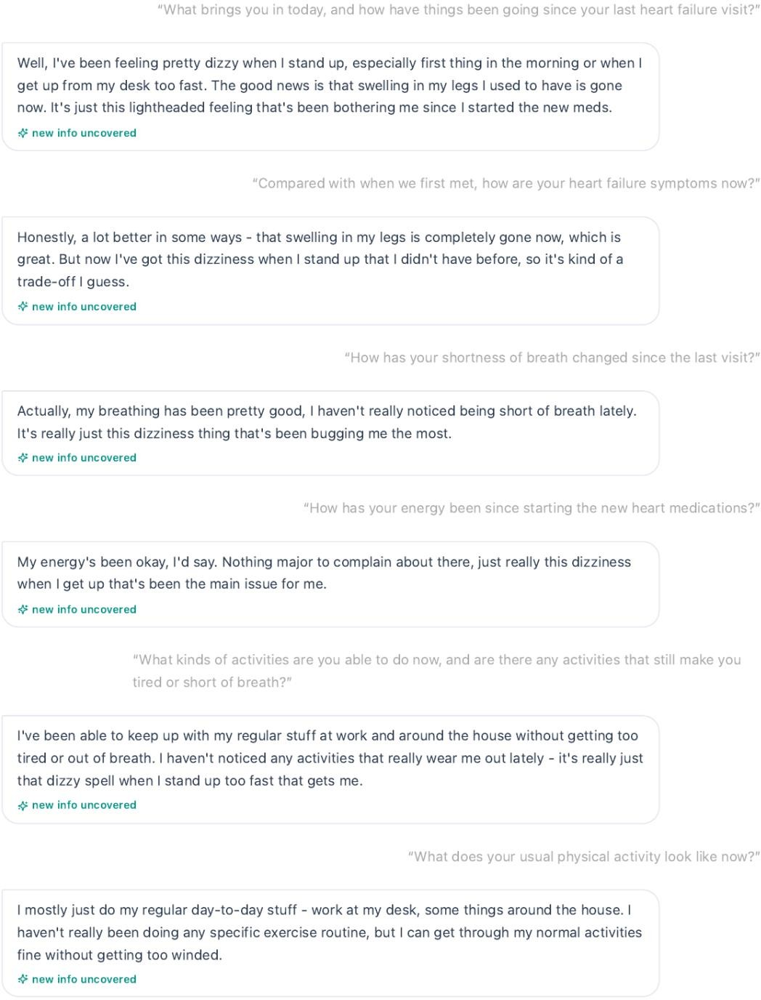 “What brings you in today, and how have things been going since your last heart failure visit?”
Well, I've been feeling pretty dizzy when I stand up, especially first thing in the morning or when I
get up from my desk too fast. The good news is that swelling in my legs I used to have is gone
now. It's just this lightheaded feeling that's been bothering me since I started the new meds.
new info uncovered
“Compared with when we first met, how are your heart failure symptoms now?”
Honestly, a lot better in some ways - that swelling in my legs is completely gone now, which is
great. But now I've got this dizziness when I stand up that I didn't have before, so it's kind of a
trade-off I guess.
new info uncovered
“How has your shortness of breath changed since the last visit?”
Actually, my breathing has been pretty good, I haven't really noticed being short of breath lately.
It's really just this dizziness thing that's been bugging me the most.
new info uncovered
“How has your energy been since starting the new heart medications?”
My energy's been okay, I'd say. Nothing major to complain about there, just really this dizziness
when I get up that's been the main issue for me.
new info uncovered
“What kinds of activities are you able to do now, and are there any activities that still make you
tired or short of breath?”
I've been able to keep up with my regular stuff at work and around the house without getting too
tired or out of breath. I haven't noticed any activities that really wear me out lately - it's really just
that dizzy spell when I stand up too fast that gets me.
new info uncovered
“What does your usual physical activity look like now?”
I mostly just do my regular day-to-day stuff - work at my desk, some things around the house. I
haven't really been doing any specific exercise routine, but I can get through my normal activities
fine without getting too winded.
new info uncovered